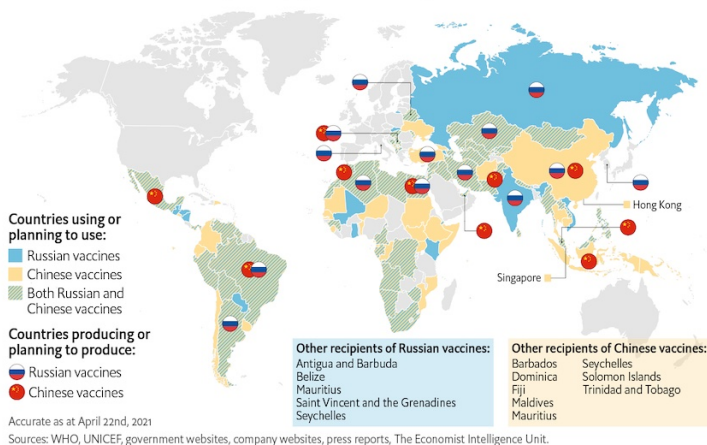 Hong Kong
Singapore
Countries using or
planning to use:
Russian vaccines
Chinese vaccines
Both Russian and
Chinese vaccines
Countries producing or
planning to produce:
Russian vaccines
Chinese vaccines
Other recipients of Russian vaccines:
Antigua and Barbuda
Belize
Mauritius
Saint Vincent and the Grenadines
Seychelles
Other recipients of Chinese vaccines:
Barbados
Dominica
Fiji
Maldives
Mauritius
Seychelles
Solomon Islands
Trinidad and Tobago
Accurate as at April 22nd, 2021
Sources: WHO, UNICEF, government websites, company websites, press reports, The Economist Intelligence Unit.